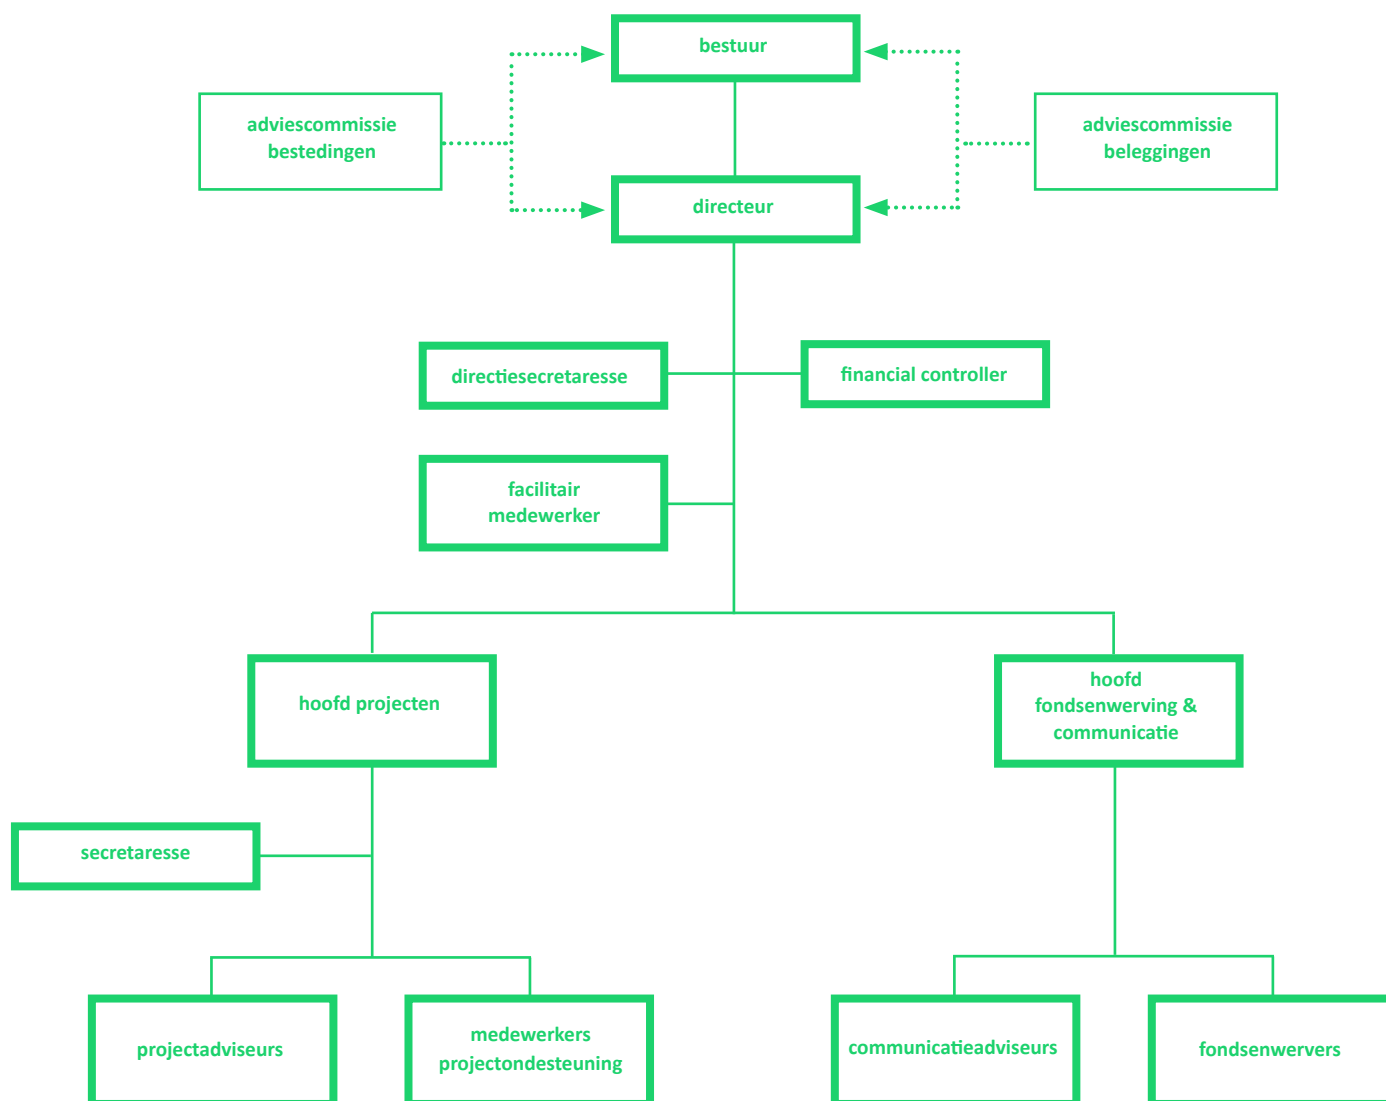 bestuur
adviescommissie
bestedingen
adviescommissie
beleggingen
directeur
directiesecretaresse
financial controller
facilitair
medewerker
hoofd projecten
hoofd
fondsenwerving &
communicatie
secretaresse
projectadviseurs
medewerkers
projectondesteuning
communicatieadviseurs
fondsenwervers